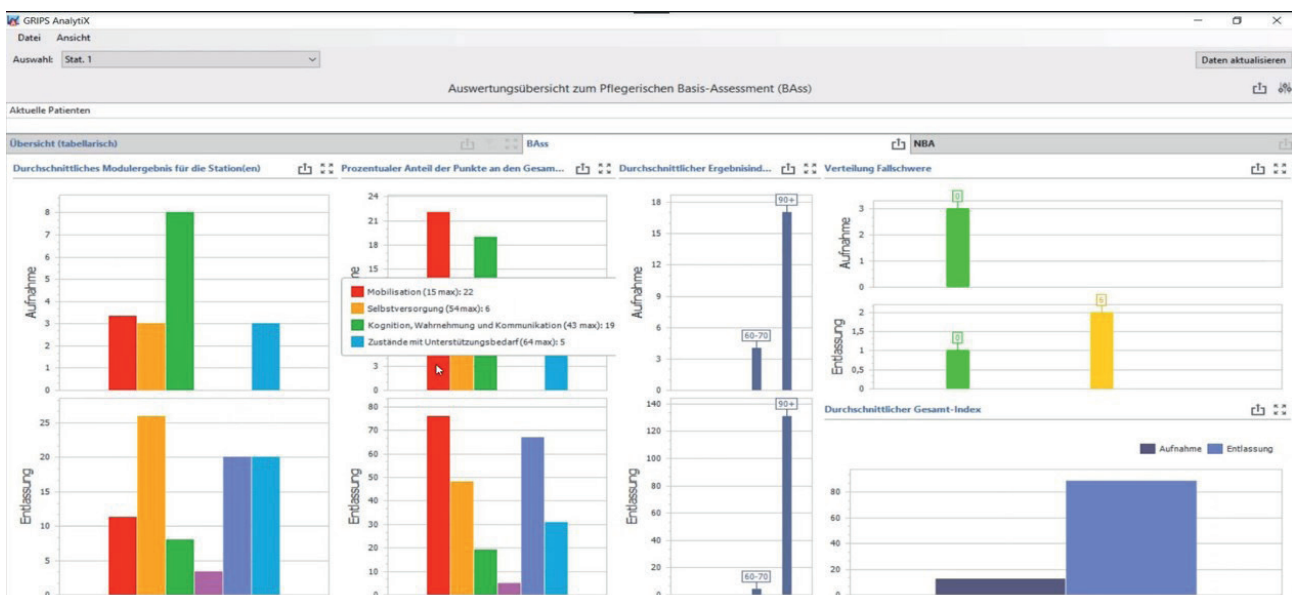 GRIPS AnalytiX
Datei Ansicht
Auswahl: Stat. 1
Daten aktualisieren
Auswertungsübersicht zum Pflegerischen Basis-Assessment (BAss)
Aktuelle Patienten
Übersicht (tabellarisch)
BAss
NBA
Durchschnittliches Modulergebnis für die Station(en)
Aufnahme
8
7
6
5
4
3
2
1
0
Entlassung
25
20
15
10
5
0
Prozentualer Anteil der Punkte an den Gesam...
24
21
18
15
3
0
Mobilisation (15 max): 22
Selbstversorgung (54 max): 6
Kognition, Wahrnehmung und Kommunikation (43 max): 19
Zustände mit Unterstützungsbedarf (64 max): 5
Entlassung
80
70
60
50
40
30
20
10
0
Durchschnittlicher Ergebnisind...
Aufnahme
18
15
12
9
6
3
0
60-70
90+
Entlassung
140
120
100
80
60
40
20
0
60-70
90+
Verteilung Fallschwere
Aufnahme
3
2
1
0
0
Entlassung
2
1,5
1
0,5
0
0
6
Durchschnittlicher Gesamt-Index
Aufnahme Entlassung
80
60
40
20
0